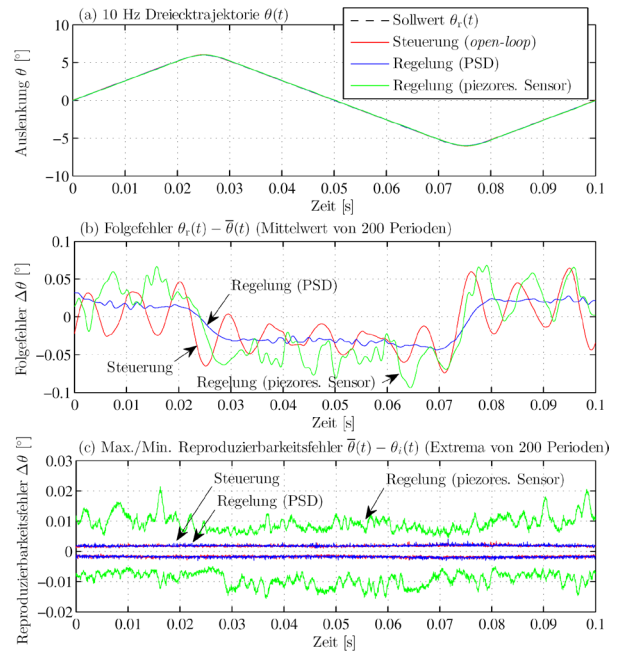 (a) 10 Hz Dreiecktrajektorie θ(t)
Sollwert θr(t)
Steuerung (open-loop)
Regelung (PSD)
Regelung (piezores. Sensor)
Auslenkung θ [°]
10
5
0
−5
−10
0 0.01 0.02 0.03 0.04 0.05 0.06 0.07 0.08 0.09 0.1
Zeit [s]
(b) Folgefehler θr(t) − θ̅(t) (Mittelwert von 200 Perioden)
Folgefehler Δθ [°]
0.1
0.05
0
−0.05
−0.1
Regelung (PSD)
Steuerung
Regelung (piezores. Sensor)
0 0.01 0.02 0.03 0.04 0.05 0.06 0.07 0.08 0.09 0.1
Zeit [s]
(c) Max./Min. Reproduzierbarkeitsfehler θ̅(t) − θi(t) (Extrema von 200 Perioden)
Reproduzierbarkeitsfehler Δθ [°]
0.03
0.02
0.01
0
−0.01
−0.02
Steuerung
Regelung (PSD)
Regelung (piezores. Sensor)
0 0.01 0.02 0.03 0.04 0.05 0.06 0.07 0.08 0.09 0.1
Zeit [s]